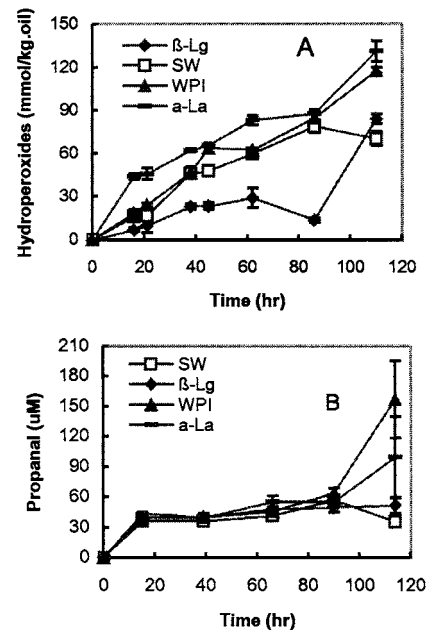 A
ß-Lg
SW
WPI
a-La
Hydroperoxides (mmol/kg.oil)
150
120
90
60
30
0
0 20 40 60 80 100 120
Time (hr)
B
SW
ß-Lg
WPI
a-La
Propanal (uM)
210
180
150
120
90
60
30
0
0 20 40 60 80 100 120
Time (hr)